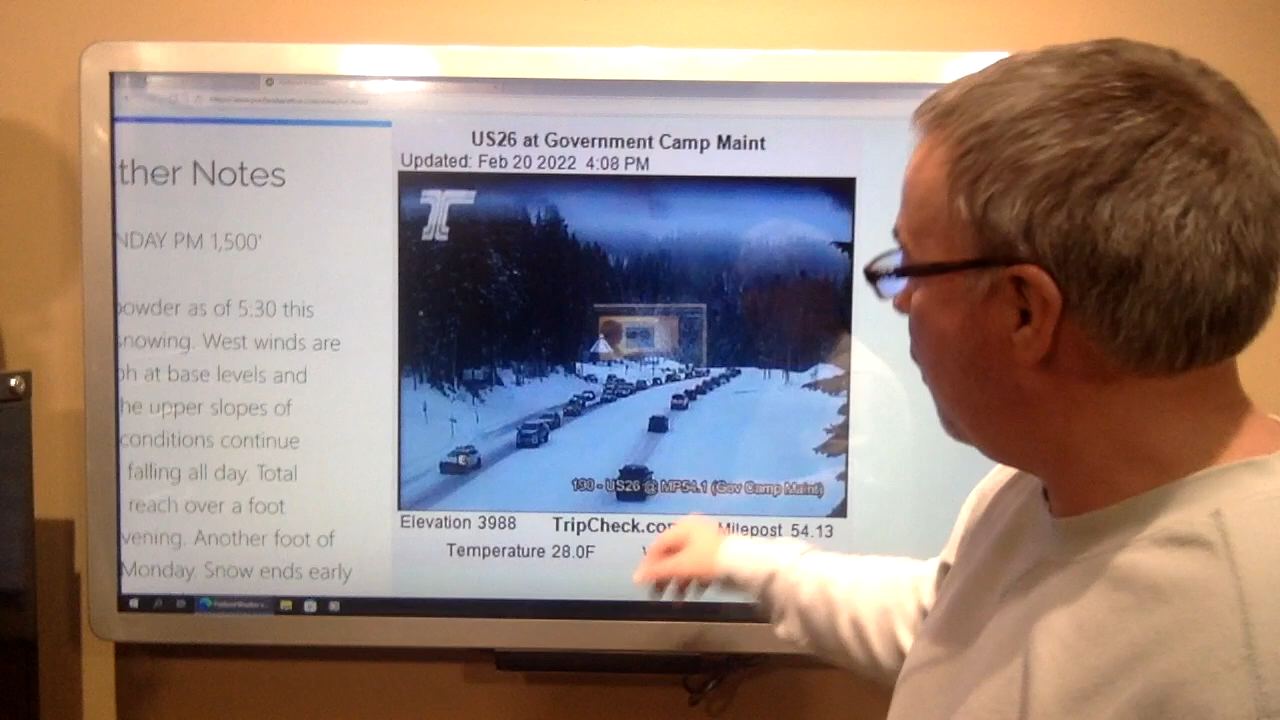 ther Notes
NDAY PM 1,500'
powder as of 5:30 this
snowing. West winds are
ph at base levels and
he upper slopes of
conditions continue
falling all day. Total
reach over a foot
vening. Another foot of
Monday. Snow ends early
US26 at Government Camp Maint
Updated: Feb 20 2022 4:08 PM
190 - US26 @ MP54.1 (Gov Camp Maint)
Elevation 3988 TripCheck.co Milepost 54.13
Temperature 28.0F